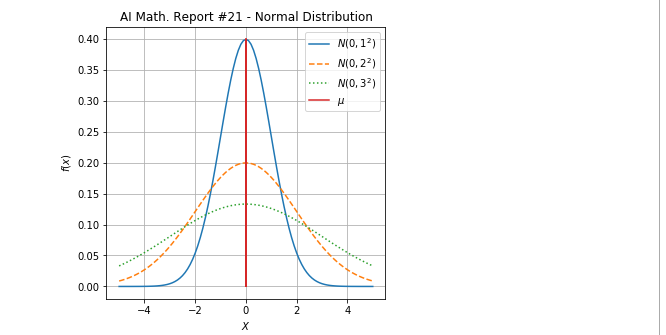 AI Math. Report #21 - Normal Distribution
N(0, 1²)
N(0, 2²)
N(0, 3²)
μ
0.40
0.35
0.30
0.25
0.20
0.15
0.10
0.05
0.00
f(x)
−4 −2 0 2 4
X